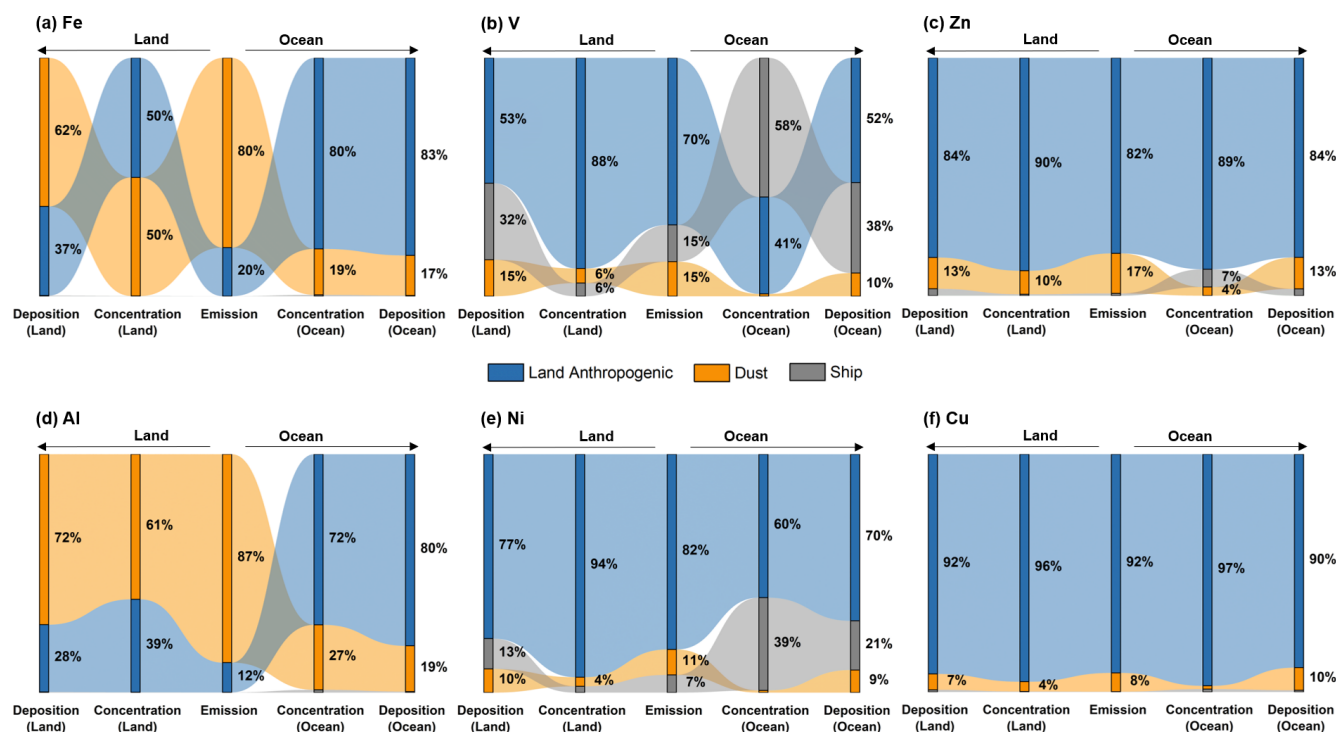 (a) Fe
Land Ocean
62% 50% 80% 80% 83%
37% 50% 20% 19% 17%
Deposition (Land) Concentration (Land) Emission Concentration (Ocean) Deposition (Ocean)
(b) V
Land Ocean
53% 88% 70% 58% 52%
32% 6% 15% 41% 38%
15% 6% 15% 10%
Deposition (Land) Concentration (Land) Emission Concentration (Ocean) Deposition (Ocean)
(c) Zn
Land Ocean
84% 90% 82% 89% 84%
13% 10% 17% 7% 13%
4%
Deposition (Land) Concentration (Land) Emission Concentration (Ocean) Deposition (Ocean)
Land Anthropogenic Dust Ship
(d) Al
Land Ocean
72% 61% 87% 72% 80%
28% 39% 12% 27% 19%
Deposition (Land) Concentration (Land) Emission Concentration (Ocean) Deposition (Ocean)
(e) Ni
Land Ocean
77% 94% 82% 60% 70%
13% 4% 11% 39% 21%
10% 7% 9%
Deposition (Land) Concentration (Land) Emission Concentration (Ocean) Deposition (Ocean)
(f) Cu
Land Ocean
92% 96% 92% 97% 90%
7% 4% 8% 10%
Deposition (Land) Concentration (Land) Emission Concentration (Ocean) Deposition (Ocean)